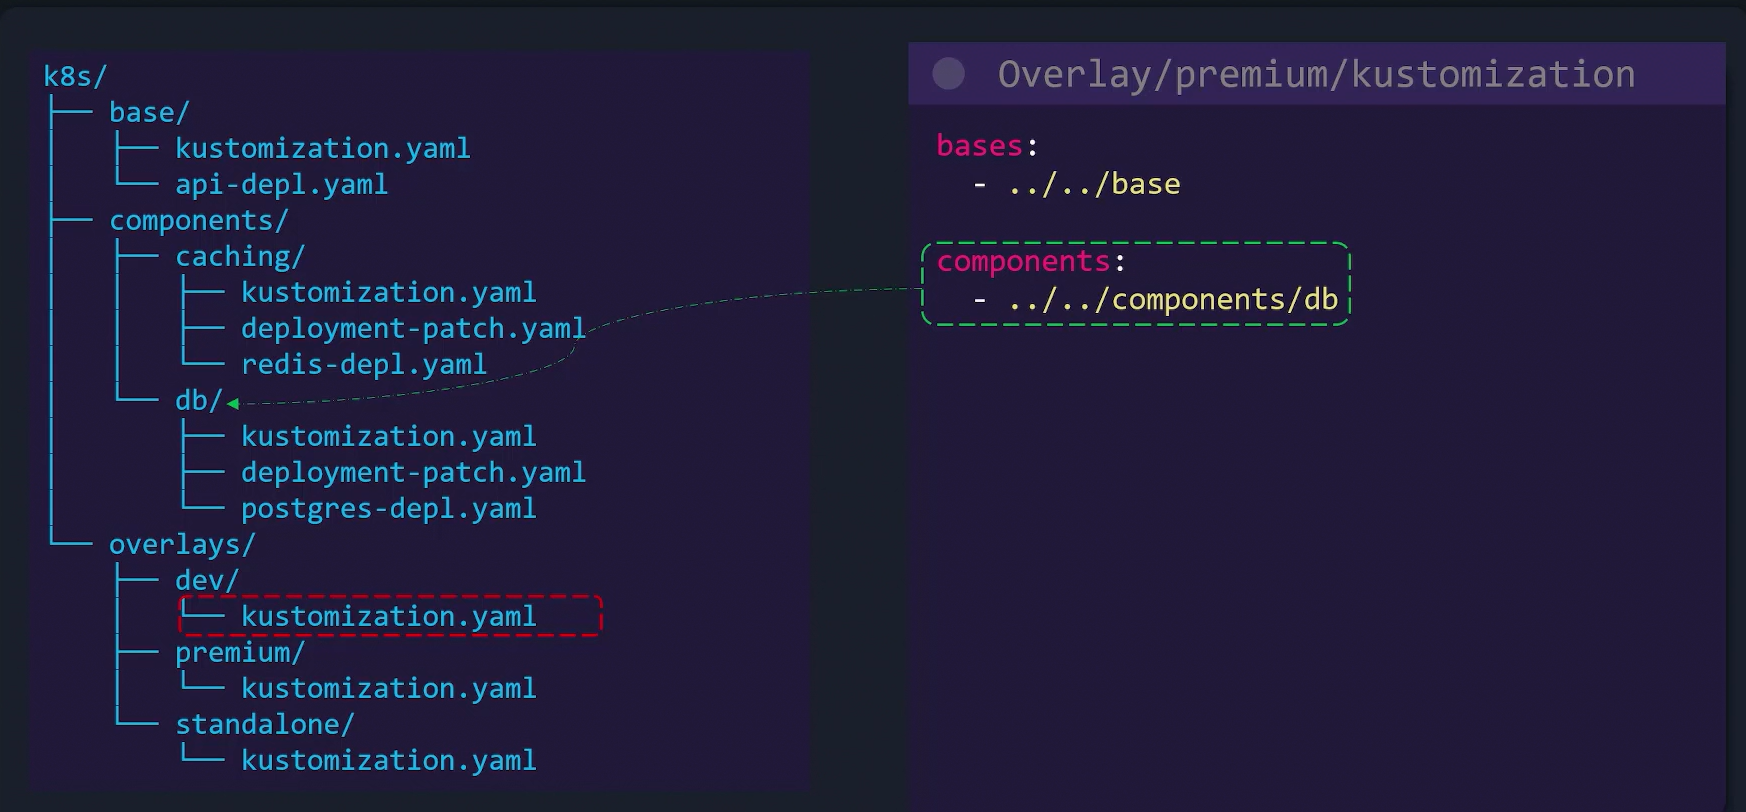 k8s/
├── base/
│   ├── kustomization.yaml
│   └── api-depl.yaml
├── components/
│   ├── caching/
│   │   ├── kustomization.yaml
│   │   ├── deployment-patch.yaml
│   │   └── redis-depl.yaml
│   └── db/
│       ├── kustomization.yaml
│       ├── deployment-patch.yaml
│       └── postgres-depl.yaml
└── overlays/
    ├── dev/
    │   └── kustomization.yaml
    ├── premium/
    │   └── kustomization.yaml
    └── standalone/
        └── kustomization.yaml
Overlay/premium/kustomization
bases:
  - ../../base
components:
  - ../../components/db